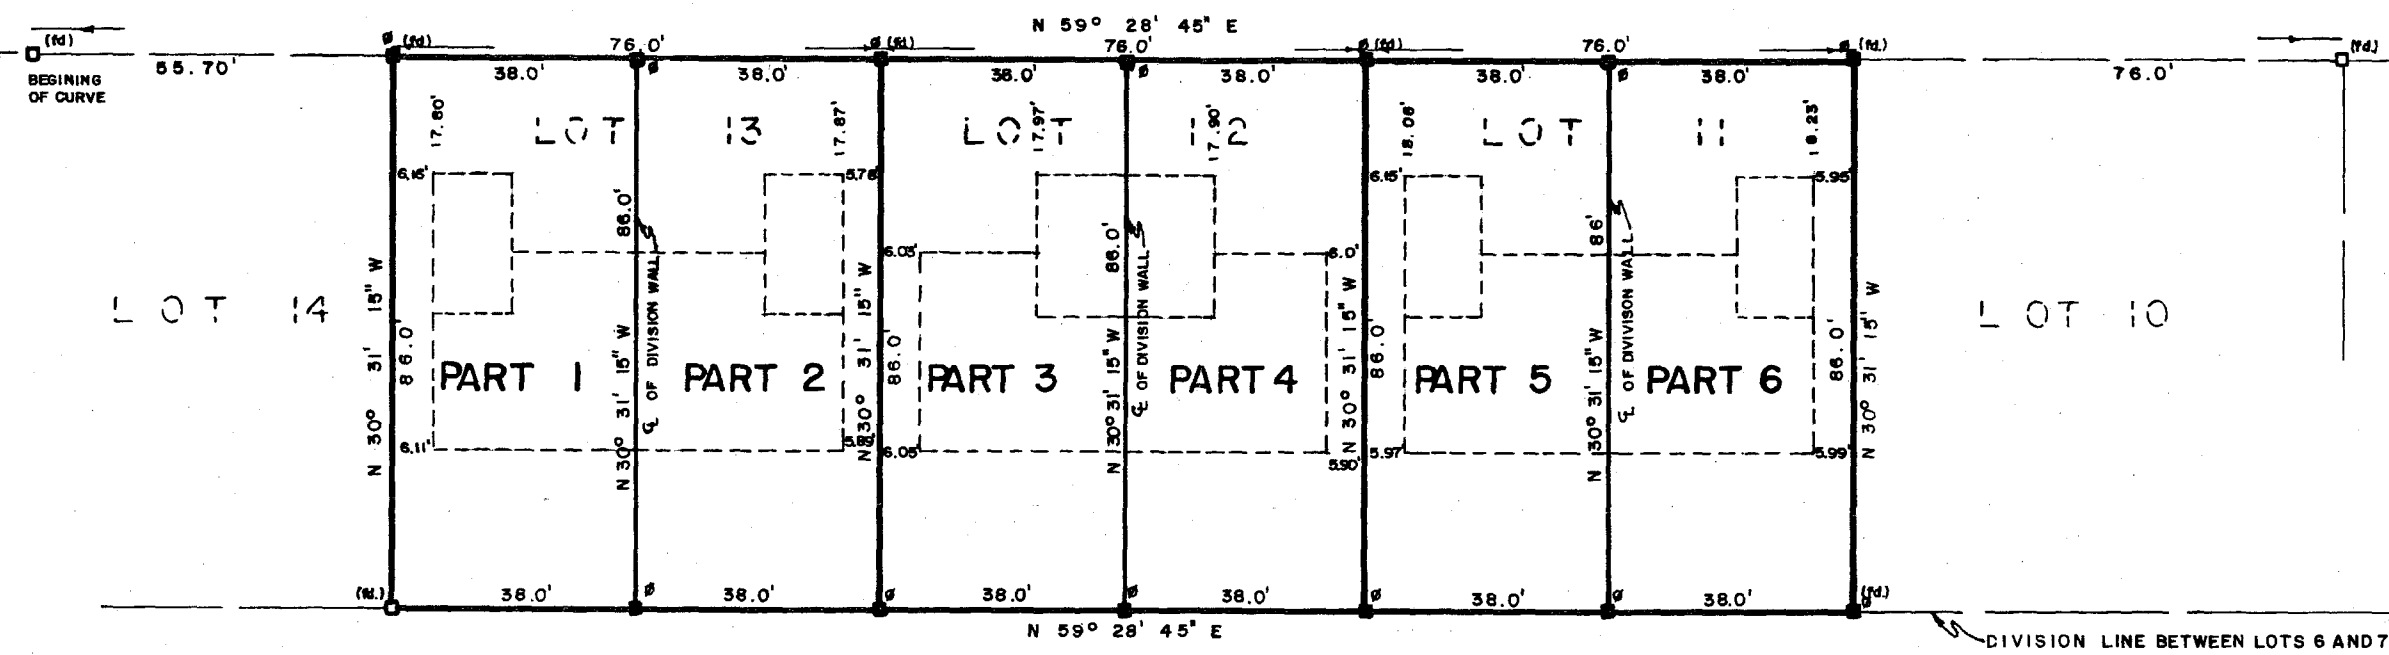 N 59° 28' 45" E
(fd)
ø (fd)
76.0'
ø (fd)
76.0'
ø (fd)
76.0'
ø (fd.)
(fd.)
BEGINING
OF CURVE
55.70'
38.0'
ø
38.0'
38.0'
ø
38.0'
38.0'
ø
38.0'
76.0'
17.80'
17.87'
17.97'
17.90'
18.06'
18.23'
LOT 13
LOT 12
LOT 11
6.16'
5.78'
6.15'
5.95'
86.0'
86.0'
86'
6.03'
6.0'
LOT 14
LOT 10
N 30° 31' 15" W
86.0'
N 30° 31' 15" W
℄ OF DIVISION WALL
N 30° 31' 15" W
86.0'
N 30° 31' 15" W
℄ OF DIVISION WALL
N 30° 31' 15" W
86.0'
N 30° 31' 15" W
℄ OF DIVISON WALL
86.0'
N 30° 31' 15" W
PART 1
PART 2
PART 3
PART 4
PART 5
PART 6
6.11'
5.89'
6.05'
5.90'
5.97'
5.99'
(fd.)
38.0'
ø
38.0'
ø
38.0'
ø
38.0'
ø
38.0'
ø
38.0'
(fd.)
ø
N 59° 28' 45" E
DIVISION LINE BETWEEN LOTS 6 AND 7